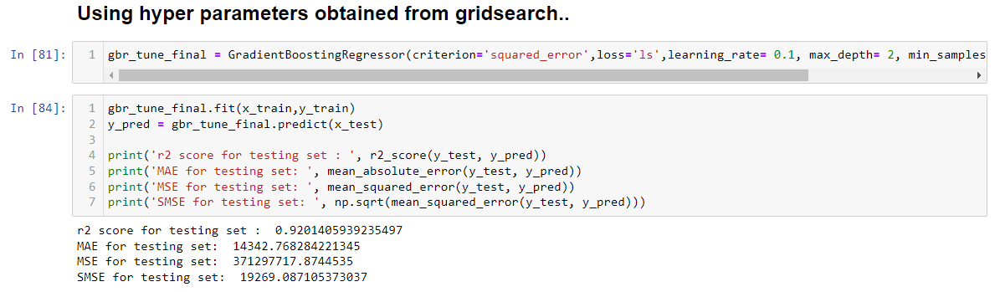 Using hyper parameters obtained from gridsearch..
In [81]: 1 gbr_tune_final = GradientBoostingRegressor(criterion='squared_error',loss='ls',learning_rate= 0.1, max_depth= 2, min_samples
In [84]: 1 gbr_tune_final.fit(x_train,y_train)
2 y_pred = gbr_tune_final.predict(x_test)
3
4 print('r2 score for testing set : ', r2_score(y_test, y_pred))
5 print('MAE for testing set: ', mean_absolute_error(y_test, y_pred))
6 print('MSE for testing set: ', mean_squared_error(y_test, y_pred))
7 print('SMSE for testing set: ', np.sqrt(mean_squared_error(y_test, y_pred)))
r2 score for testing set :  0.9201405939235497
MAE for testing set:  14342.768284221345
MSE for testing set:  371297717.8744535
SMSE for testing set:  19269.087105373037